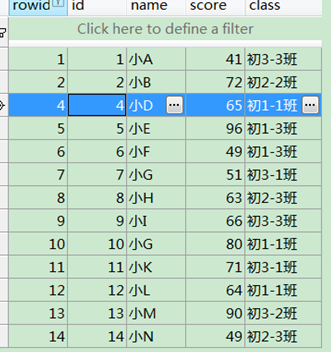 rowid id name score class
Click here to define a filter
1 1 小A 41 初3-3班
2 2 小B 72 初2-2班
4 4 小D ... 65 初1-1班 ...
5 5 小E 96 初1-3班
6 6 小F 49 初1-3班
7 7 小G 51 初3-1班
8 8 小H 63 初2-3班
9 9 小I 66 初3-3班
10 10 小G 80 初1-1班
11 11 小K 71 初3-1班
12 12 小L 64 初1-1班
13 13 小M 90 初3-2班
14 14 小N 49 初2-3班